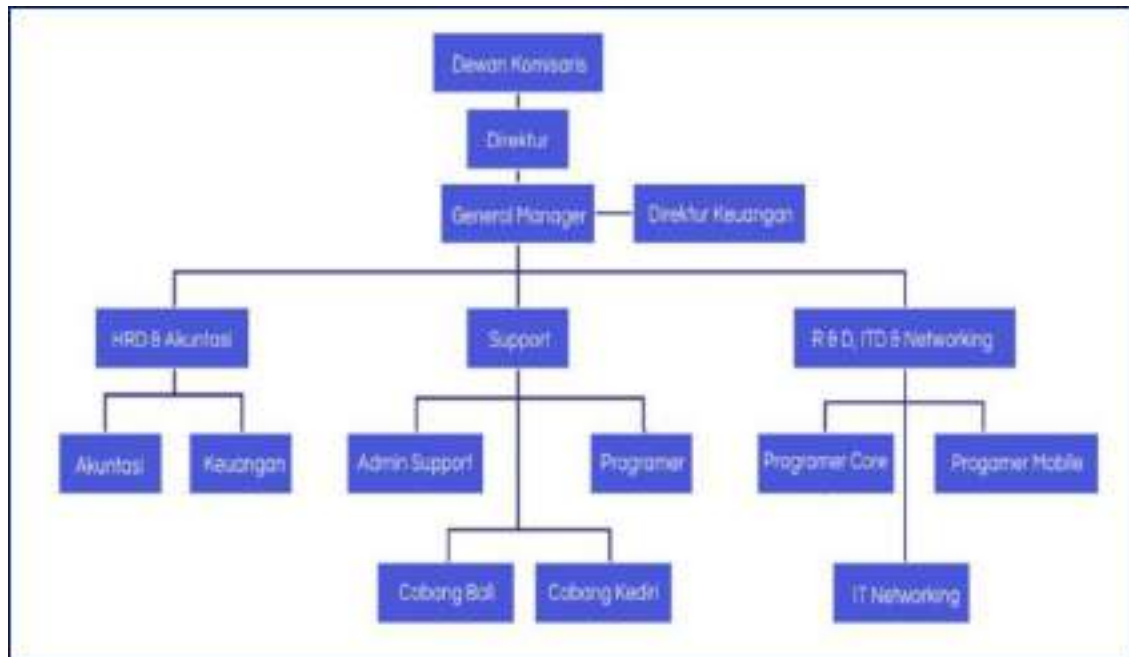 Dewan Komisaris
Direktur
General Manager
Direktur Keuangan
HRD & Akuntasi
Support
R & D, ITD & Networking
Akuntasi
Keuangan
Admin Support
Programer
Programer Core
Progamer Mobile
Cabang Bali
Cabang Kediri
IT Networking